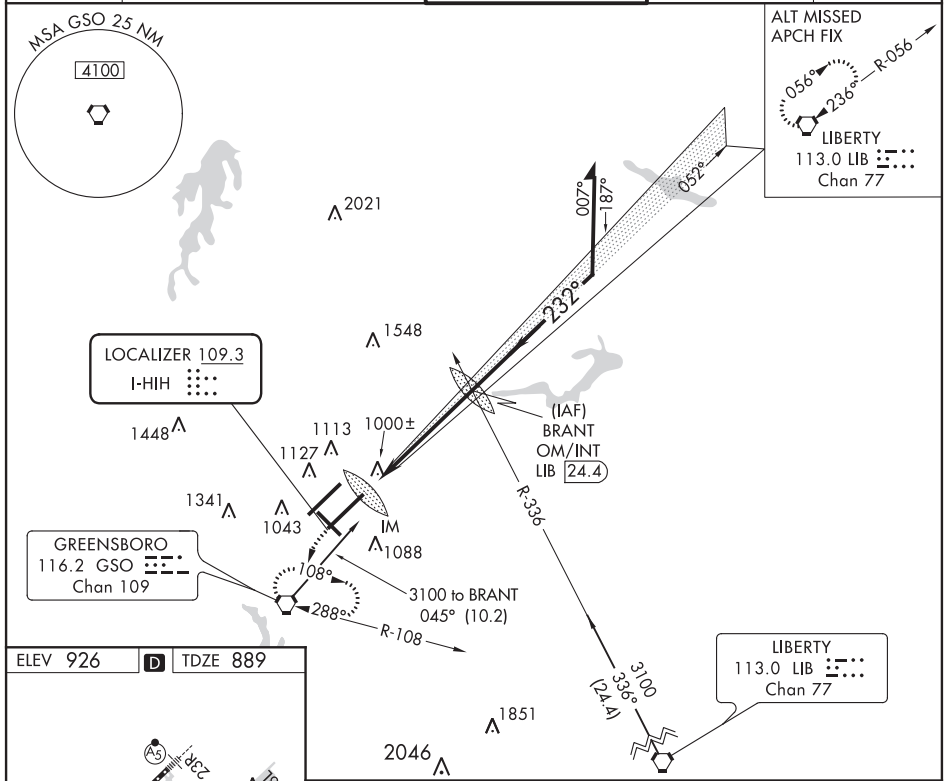 MSA GSO 25 NM
4100
ALT MISSED
APCH FIX
056°
236°
R-056
LIBERTY
113.0 LIB
Chan 77
2021
007°
187°
052°
232°
1548
LOCALIZER 109.3
I-HIH
(IAF)
BRANT
OM/INT
LIB 24.4
1448
1113
1000±
1127
1341
1043
IM
1088
R-336
GREENSBORO
116.2 GSO
Chan 109
108°
288°
R-108
3100 to BRANT
045° (10.2)
3100
336°
(24.4)
LIBERTY
113.0 LIB
Chan 77
ELEV 926
D
TDZE 889
1851
2046
A5
23R